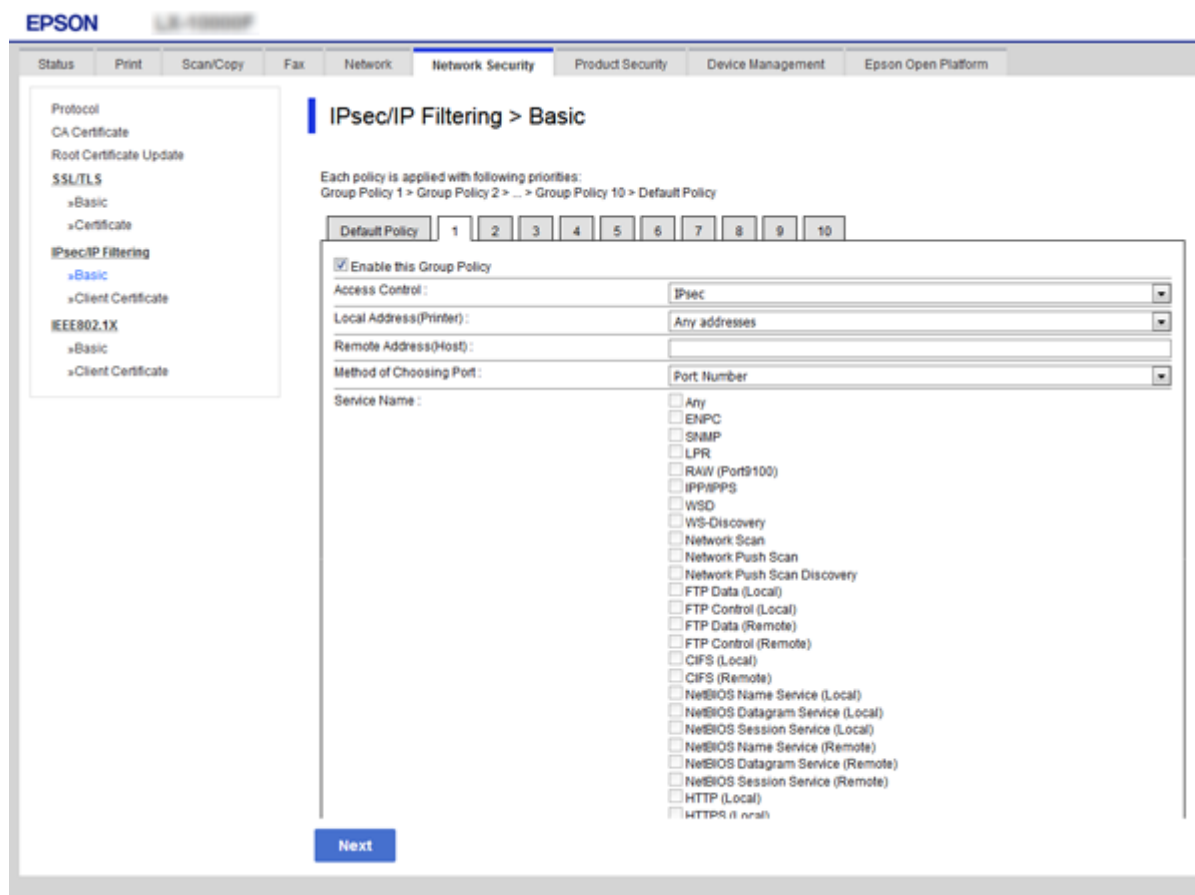 EPSON
Status Print Scan/Copy Fax Network Network Security Product Security Device Management Epson Open Platform
Protocol
CA Certificate
Root Certificate Update
SSL/TLS
»Basic
»Certificate
IPsec/IP Filtering
»Basic
»Client Certificate
IEEE802.1X
»Basic
»Client Certificate
IPsec/IP Filtering > Basic
Each policy is applied with following priorities:
Group Policy 1 > Group Policy 2 > ... > Group Policy 10 > Default Policy
Default Policy 1 2 3 4 5 6 7 8 9 10
Enable this Group Policy
Access Control : IPsec
Local Address(Printer) : Any addresses
Remote Address(Host) :
Method of Choosing Port : Port Number
Service Name : Any
ENPC
SNMP
LPR
RAW (Port9100)
IPP/IPPS
WSD
WS-Discovery
Network Scan
Network Push Scan
Network Push Scan Discovery
FTP Data (Local)
FTP Control (Local)
FTP Data (Remote)
FTP Control (Remote)
CIFS (Local)
CIFS (Remote)
NetBIOS Name Service (Local)
NetBIOS Datagram Service (Local)
NetBIOS Session Service (Local)
NetBIOS Name Service (Remote)
NetBIOS Datagram Service (Remote)
NetBIOS Session Service (Remote)
HTTP (Local)
HTTPS (Local)
Next